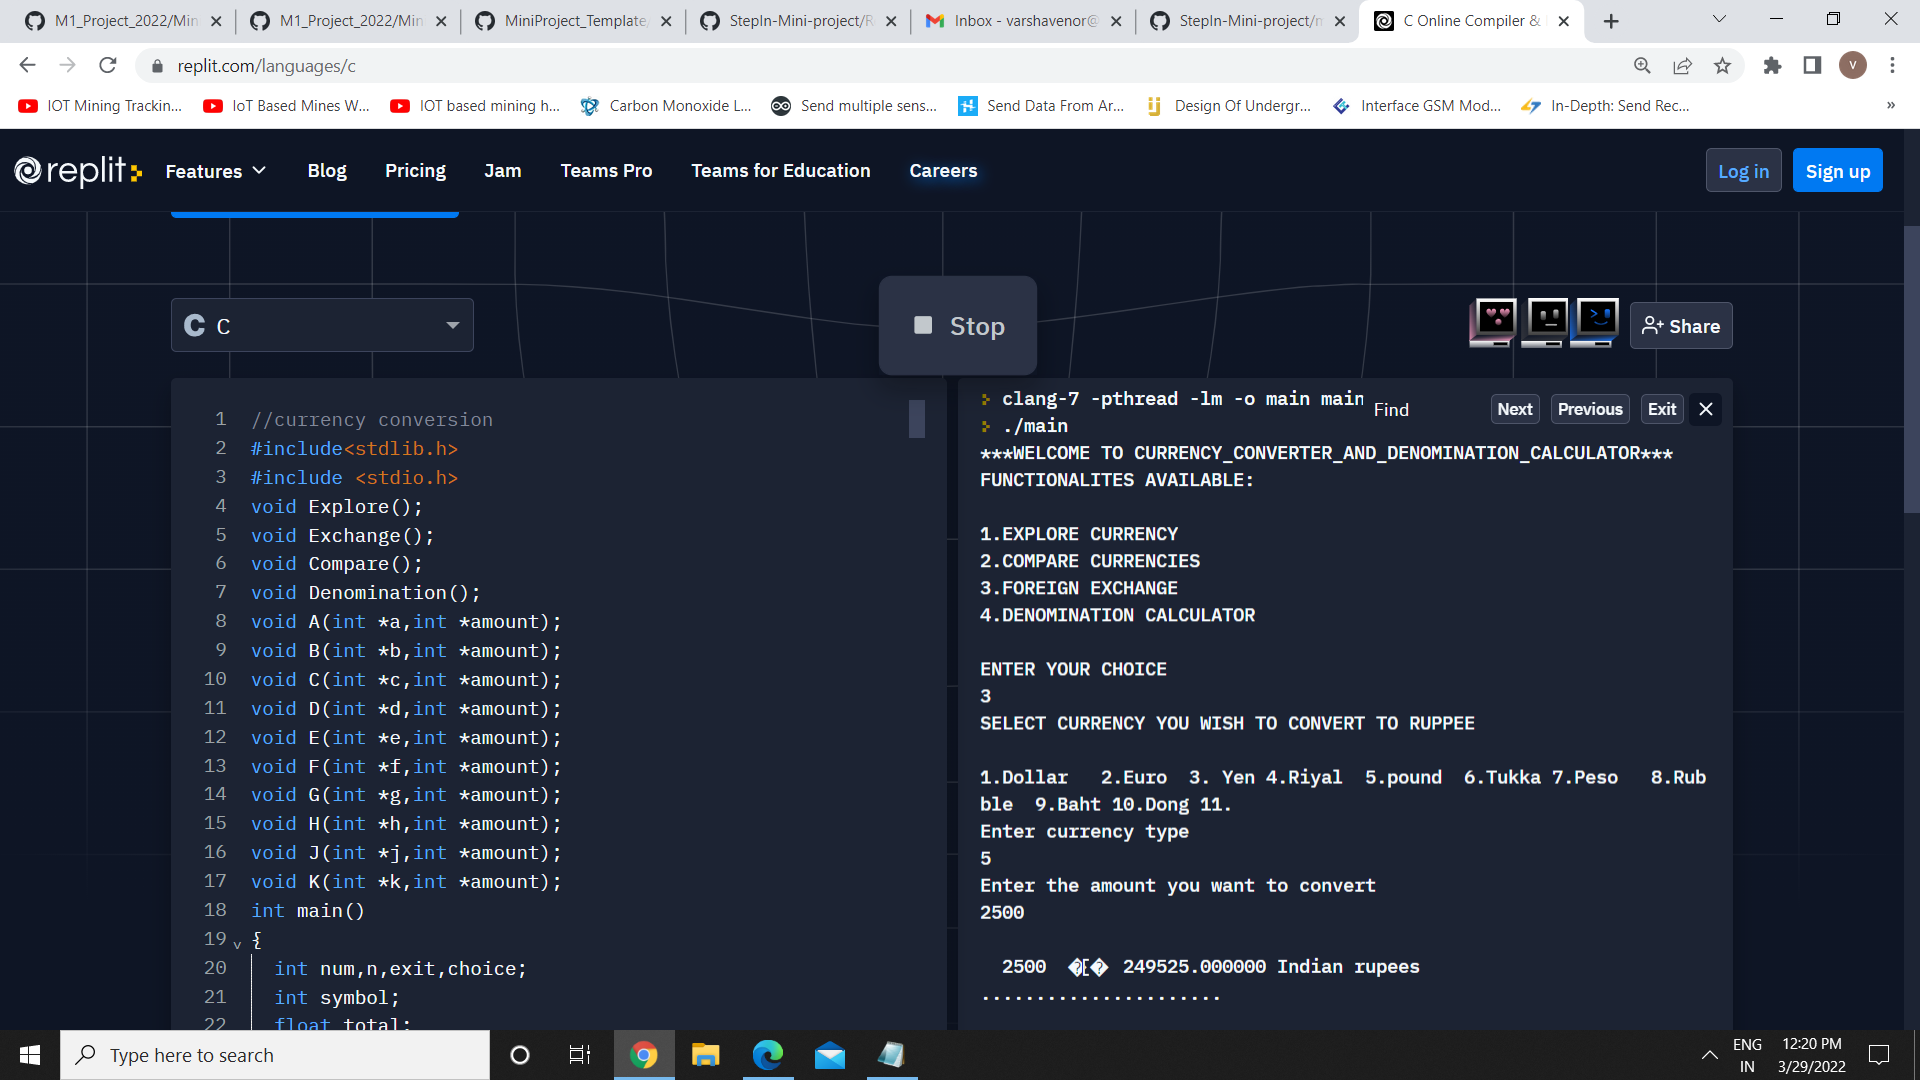 M1_Project_2022/Min
M1_Project_2022/Min
MiniProject_Template
StepIn-Mini-project/R
Inbox - varshavenor@
StepIn-Mini-project/m
C Online Compiler &
replit.com/languages/c
V
IOT Mining Trackin...
IoT Based Mines W...
IOT based mining h...
Carbon Monoxide L...
Send multiple sens...
Send Data From Ar...
Design Of Undergr...
Interface GSM Mod...
In-Depth: Send Rec...
»
replit
Features
Blog
Pricing
Jam
Teams Pro
Teams for Education
Careers
Log in
Sign up
C C
Stop
Share
1 //currency conversion
2 #include<stdlib.h>
3 #include <stdio.h>
4 void Explore();
5 void Exchange();
6 void Compare();
7 void Denomination();
8 void A(int *a,int *amount);
9 void B(int *b,int *amount);
10 void C(int *c,int *amount);
11 void D(int *d,int *amount);
12 void E(int *e,int *amount);
13 void F(int *f,int *amount);
14 void G(int *g,int *amount);
15 void H(int *h,int *amount);
16 void J(int *j,int *amount);
17 void K(int *k,int *amount);
18 int main()
19 {
20 int num,n,exit,choice;
21 int symbol;
22 float total;
clang-7 -pthread -lm -o main main
Find
Next
Previous
Exit
./main
***WELCOME TO CURRENCY_CONVERTER_AND_DENOMINATION_CALCULATOR***
FUNCTIONALITES AVAILABLE:
1.EXPLORE CURRENCY
2.COMPARE CURRENCIES
3.FOREIGN EXCHANGE
4.DENOMINATION CALCULATOR
ENTER YOUR CHOICE
3
SELECT CURRENCY YOU WISH TO CONVERT TO RUPPEE
1.Dollar 2.Euro 3. Yen 4.Riyal 5.pound 6.Tukka 7.Peso 8.Rub
ble 9.Baht 10.Dong 11.
Enter currency type
5
Enter the amount you want to convert
2500
2500 �[� 249525.000000 Indian rupees
......................
Type here to search
ENG
IN
12:20 PM
3/29/2022